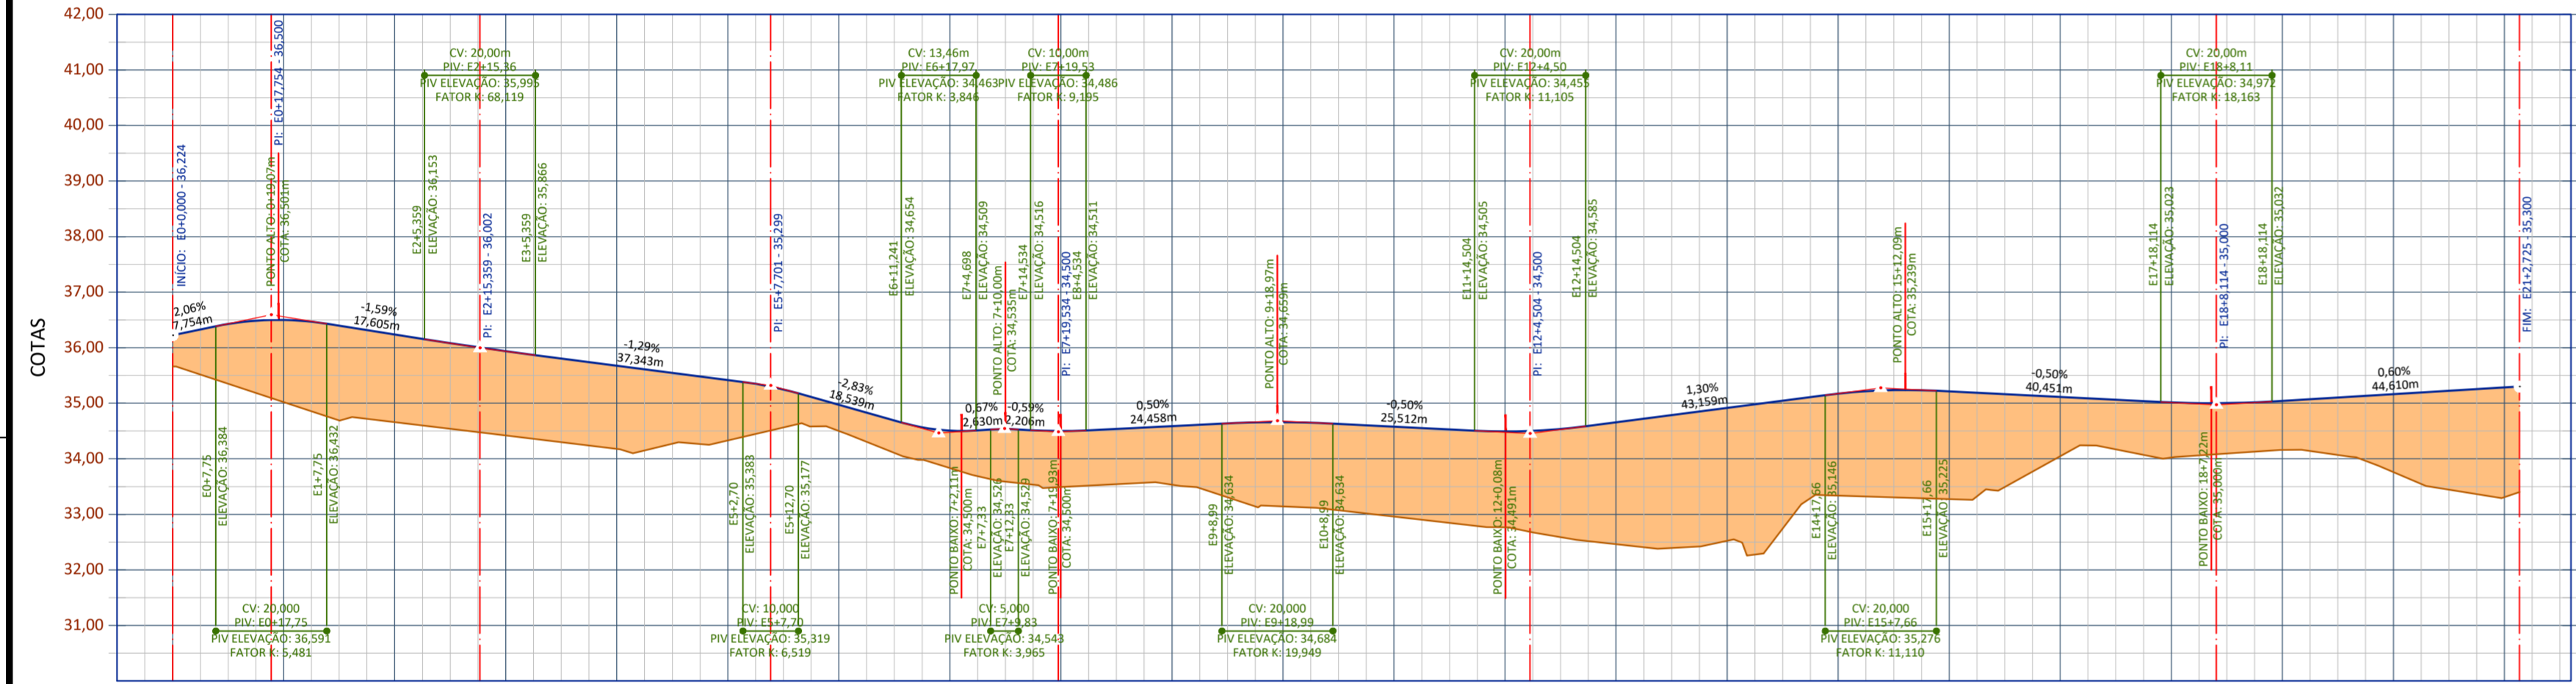 COTAS
42,00
41,00
40,00
39,00
38,00
37,00
36,00
35,00
34,00
33,00
32,00
31,00
INÍCIO: E0+0,000 - 36,224
PI: E0+17,754 - 36,500
PONTO ALTO: 0+19,07m
COTA: 36,501m
2,06%
7,754m
-1,59%
17,605m
E0+7,75
ELEVAÇÃO: 36,384
E1+7,75
ELEVAÇÃO: 36,432
CV: 20,000
PIV: E0+17,75
PIV ELEVAÇÃO: 36,591
FATOR K: 5,481
CV: 20,00m
PIV: E2+15,36
PIV ELEVAÇÃO: 35,995
FATOR K: 68,119
E2+5,359
ELEVAÇÃO: 36,153
PI: E2+15,359 - 36,002
E3+5,359
ELEVAÇÃO: 35,866
-1,29%
37,343m
PI: E5+7,701 - 35,299
E5+2,70
ELEVAÇÃO: 35,383
E5+12,70
ELEVAÇÃO: 35,177
CV: 10,000
PIV: E5+7,70
PIV ELEVAÇÃO: 35,319
FATOR K: 6,519
-2,83%
18,539m
CV: 13,46m
PIV: E6+17,97
PIV ELEVAÇÃO: 34,463
FATOR K: 3,846
E6+11,241
ELEVAÇÃO: 34,654
E7+4,698
ELEVAÇÃO: 34,509
PONTO BAIXO: 7+2,11m
COTA: 34,500m
0,67%
2,630m
PONTO ALTO: 7+10,00m
COTA: 34,535m
-0,59%
2,206m
E7+7,33
ELEVAÇÃO: 34,526
E7+12,33
ELEVAÇÃO: 34,529
CV: 5,000
PIV: E7+9,83
PIV ELEVAÇÃO: 34,543
FATOR K: 3,965
CV: 10,00m
PIV: E7+19,53
PIV ELEVAÇÃO: 34,486
FATOR K: 9,195
E7+14,534
ELEVAÇÃO: 34,516
PI: E7+19,534 - 34,500
E8+4,534
ELEVAÇÃO: 34,511
PONTO BAIXO: 7+19,93m
COTA: 34,500m
0,50%
24,458m
PONTO ALTO: 9+18,97m
COTA: 34,659m
E9+8,99
ELEVAÇÃO: 34,634
E10+8,99
ELEVAÇÃO: 34,634
CV: 20,000
PIV: E9+18,99
PIV ELEVAÇÃO: 34,684
FATOR K: 19,949
-0,50%
25,512m
CV: 20,00m
PIV: E12+4,50
PIV ELEVAÇÃO: 34,455
FATOR K: 11,105
E11+14,504
ELEVAÇÃO: 34,505
PI: E12+4,504 - 34,500
E12+14,504
ELEVAÇÃO: 34,585
PONTO BAIXO: 12+0,08m
COTA: 34,491m
1,30%
43,159m
PONTO ALTO: 15+12,09m
COTA: 35,239m
E14+17,66
ELEVAÇÃO: 35,146
E15+17,66
ELEVAÇÃO: 35,225
CV: 20,000
PIV: E15+7,66
PIV ELEVAÇÃO: 35,276
FATOR K: 11,110
-0,50%
40,451m
CV: 20,00m
PIV: E18+8,11
PIV ELEVAÇÃO: 34,972
FATOR K: 18,163
E17+18,114
ELEVAÇÃO: 35,023
PI: E18+8,114 - 35,000
E18+18,114
ELEVAÇÃO: 35,032
PONTO BAIXO: 18+7,22m
COTA: 35,000m
0,60%
44,610m
FIM: E21+2,725 - 35,300